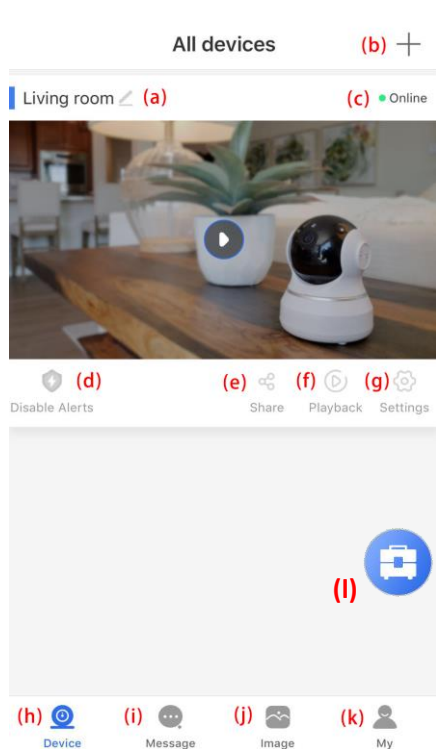 All devices (b)
Living room (a) (c) Online
(d) (e) (f) (g)
Disable Alerts Share Playback Settings
(l)
(h) (i) (j) (k)
Device Message Image My